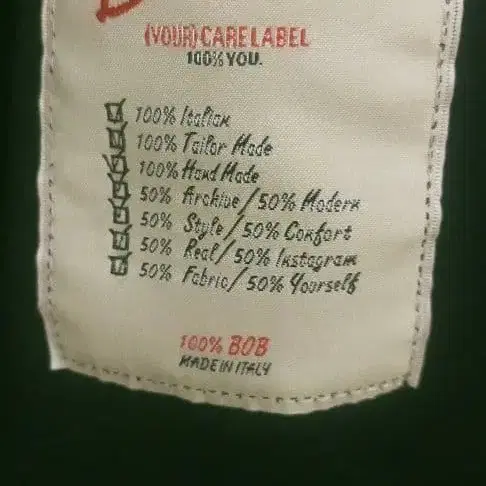 (YOUR) CARE LABEL
100% YOU.
100% Italian
100% Tailor Made
100% Hand Made
50% Archive / 50% Modern
50% Style / 50% Confort
50% Real / 50% Instagram
50% Fabric / 50% Yourself
100% BOB
MADE IN ITALY